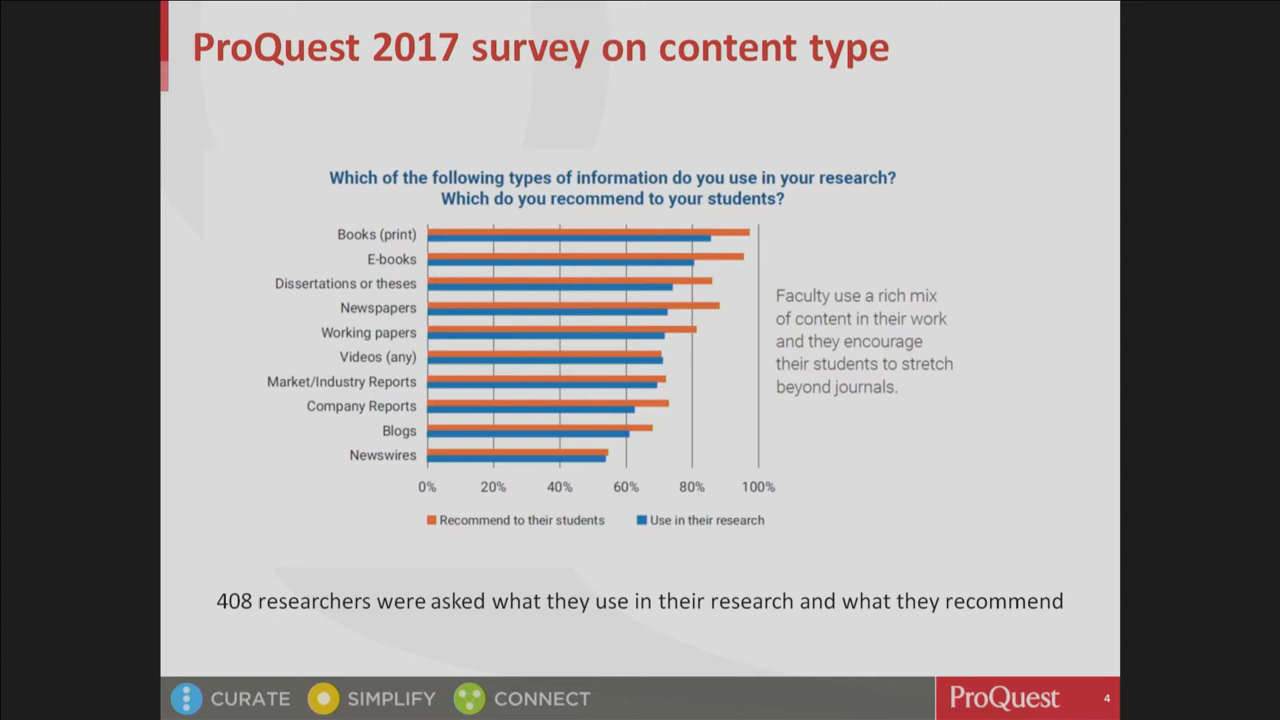 ProQuest 2017 survey on content type
Which of the following types of information do you use in your research?
Which do you recommend to your students?
Books (print)
E-books
Dissertations or theses
Newspapers
Working papers
Videos (any)
Market/Industry Reports
Company Reports
Blogs
Newswires
0% 20% 40% 60% 80% 100%
Recommend to their students Use in their research
Faculty use a rich mix
of content in their work
and they encourage
their students to stretch
beyond journals.
408 researchers were asked what they use in their research and what they recommend
CURATE SIMPLIFY CONNECT
ProQuest 4